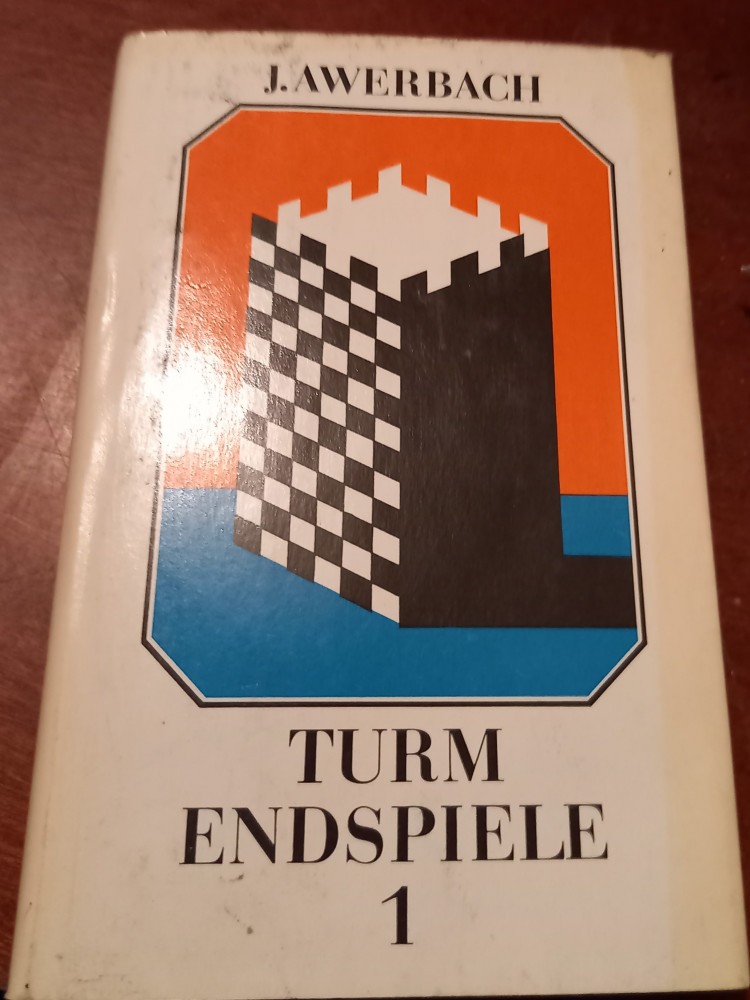 J. AWERBACH
TURM
ENDSPIELE
1